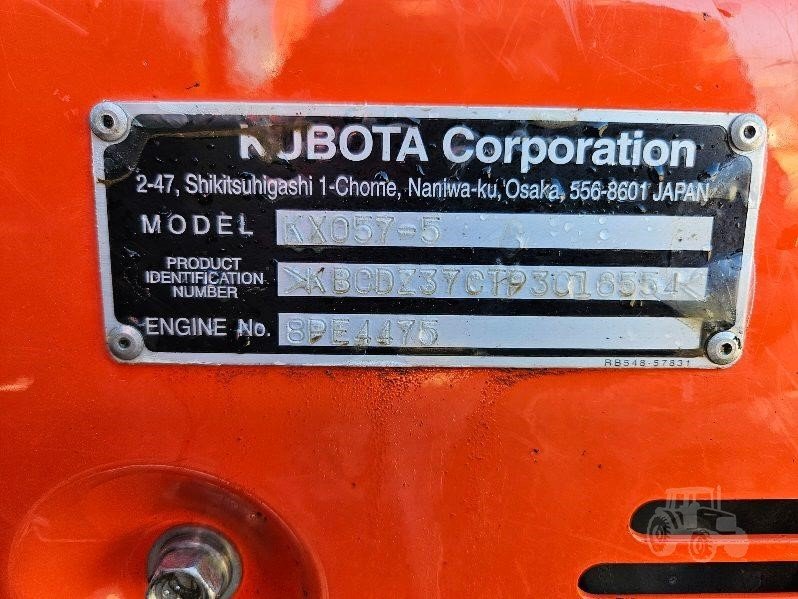 KUBOTA Corporation
2-47, Shikitsuhigashi 1-Chome, Naniwa-ku, Osaka, 556-8601 JAPAN
MODEL KX057-5
PRODUCT
IDENTIFICATION
NUMBER
ENGINE No. 8PE4475
RB548-57831